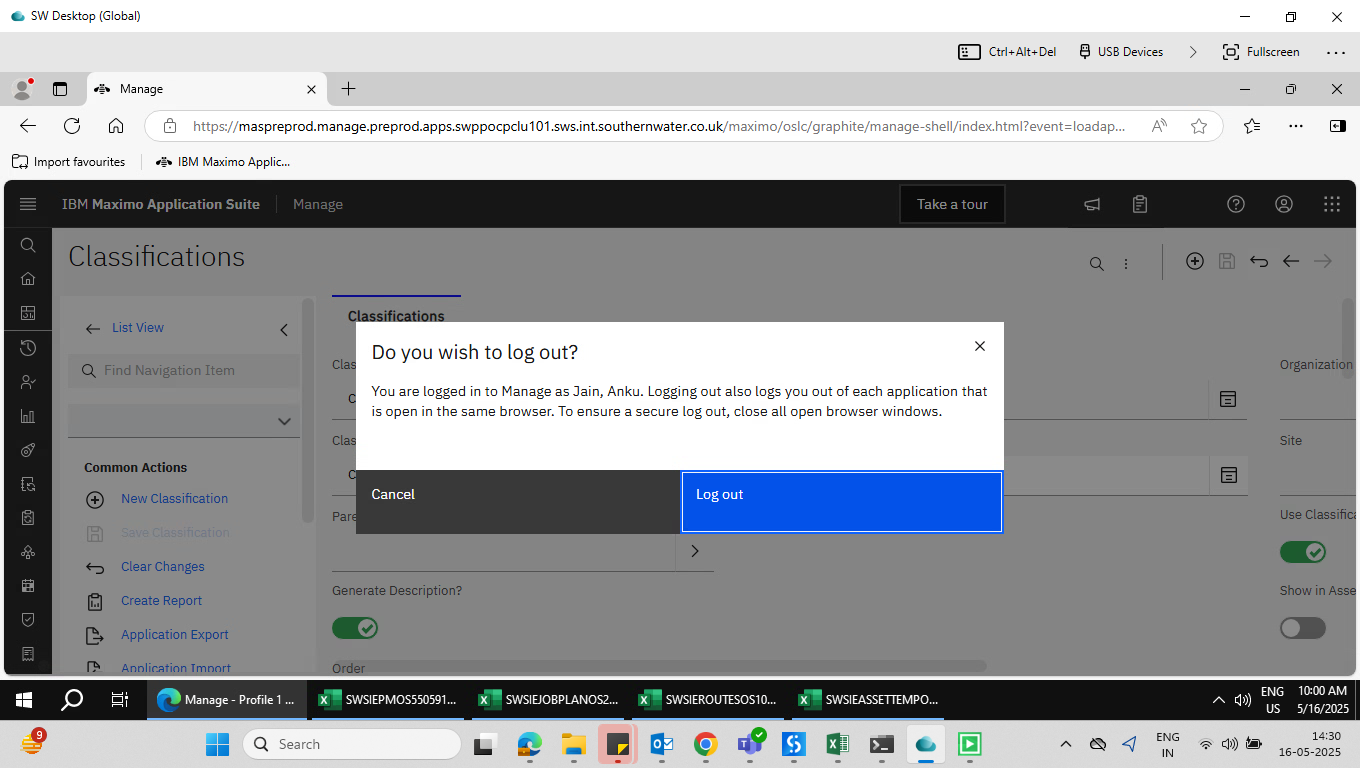 SW Desktop (Global)
Ctrl+Alt+Del
USB Devices
Fullscreen
Manage
https://maspreprod.manage.preprod.apps.swppocpclu101.sws.int.southernwater.co.uk/maximo/oslc/graphite/manage-shell/index.html?event=loadap...
Import favourites
IBM Maximo Applic...
IBM Maximo Application Suite
Manage
Take a tour
Classifications
List View
Find Navigation Item
Common Actions
New Classification
Save Classification
Clear Changes
Create Report
Application Export
Application Import
Classifications
Clas
C
Clas
C
Pare
Generate Description?
Order
Organization
Site
Use Classifica
Show in Asse
Do you wish to log out?
You are logged in to Manage as Jain, Anku. Logging out also logs you out of each application that
is open in the same browser. To ensure a secure log out, close all open browser windows.
Cancel
Log out
Manage - Profile 1 ...
SWSIEPMOS550591...
SWSIEJOBPLANOS2...
SWSIEROUTESOS10...
SWSIEASSETTEMPO...
ENG
US
10:00 AM
5/16/2025
9
Search
ENG
IN
14:30
16-05-2025